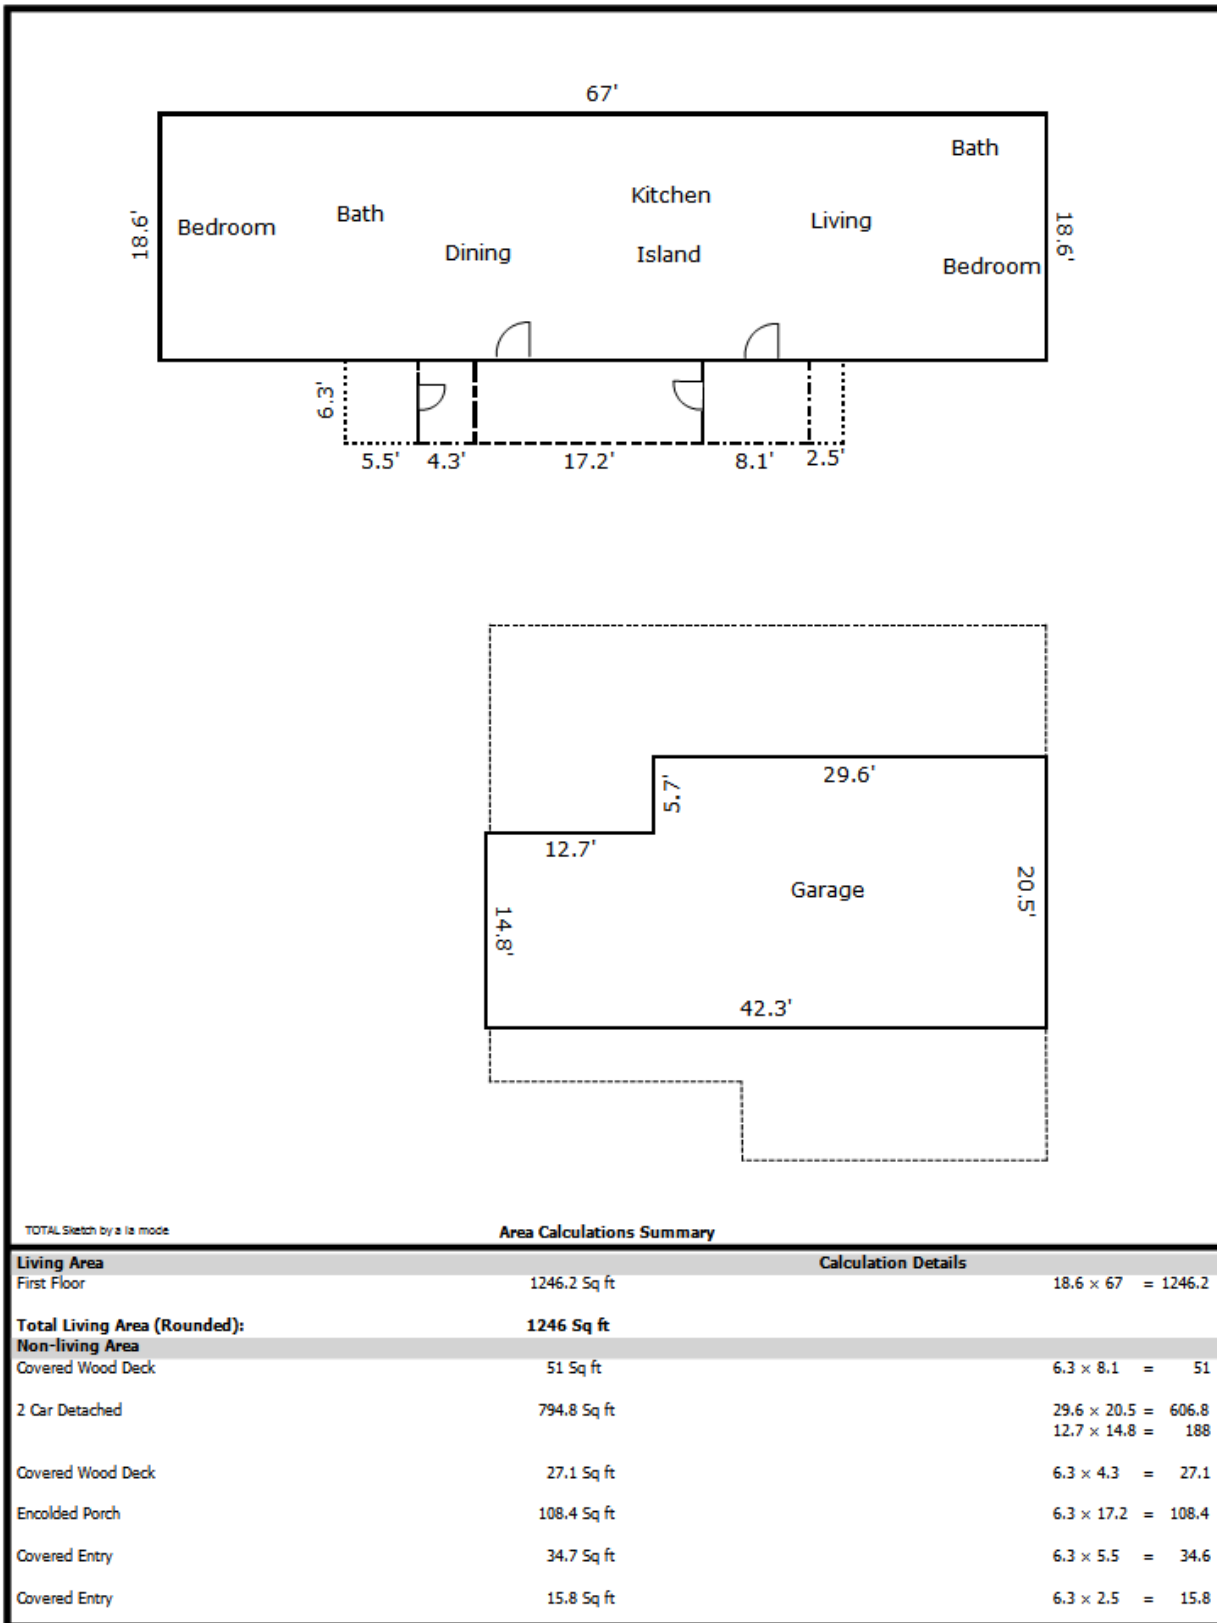 67'
Bath
Kitchen
18.6'
Bedroom
Bath
Living
18.6'
Dining
Island
Bedroom
6.3'
5.5' 4.3' 17.2' 8.1' 2.5'
29.6'
5.7'
12.7'
Garage
20.5'
14.8'
42.3'
TOTAL Sketch by a la mode
Area Calculations Summary
Living Area Calculation Details
First Floor 1246.2 Sq ft 18.6 × 67 = 1246.2
Total Living Area (Rounded): 1246 Sq ft
Non-living Area
Covered Wood Deck 51 Sq ft 6.3 × 8.1 = 51
2 Car Detached 794.8 Sq ft 29.6 × 20.5 = 606.8
12.7 × 14.8 = 188
Covered Wood Deck 27.1 Sq ft 6.3 × 4.3 = 27.1
Encolded Porch 108.4 Sq ft 6.3 × 17.2 = 108.4
Covered Entry 34.7 Sq ft 6.3 × 5.5 = 34.6
Covered Entry 15.8 Sq ft 6.3 × 2.5 = 15.8